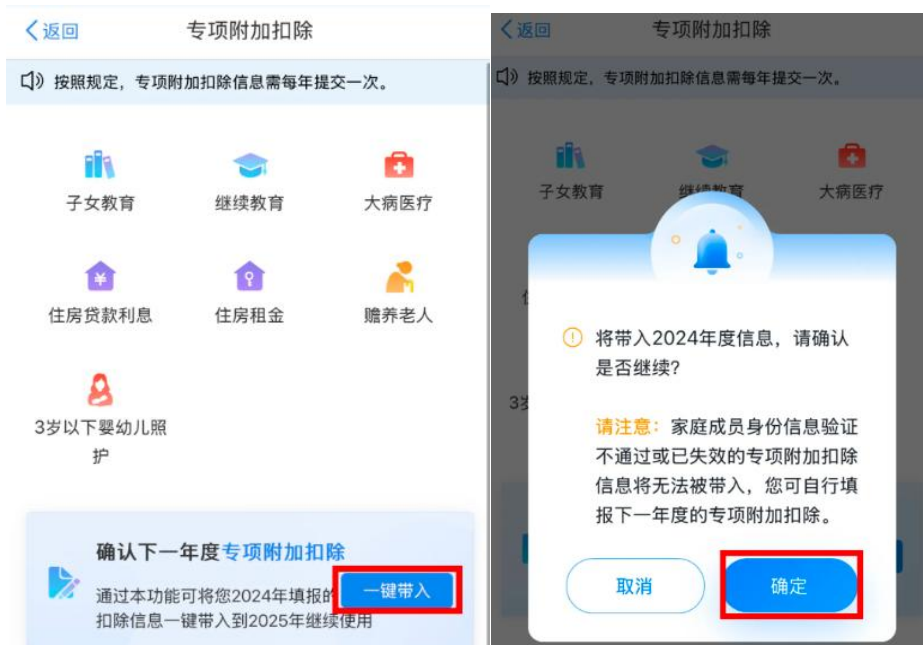 返回
专项附加扣除
按照规定，专项附加扣除信息需每年提交一次。
子女教育
继续教育
大病医疗
住房贷款利息
住房租金
赡养老人
3岁以下婴幼儿照
护
确认下一年度专项附加扣除
通过本功能可将您2024年填报的
扣除信息一键带入到2025年继续使用
一键带入
返回
专项附加扣除
按照规定，专项附加扣除信息需每年提交一次。
子女教育
继续教育
大病医疗
将带入2024年度信息，请确认
是否继续？
请注意：家庭成员身份信息验证
不通过或已失效的专项附加扣除
信息将无法被带入，您可自行填
报下一年度的专项附加扣除。
取消
确定